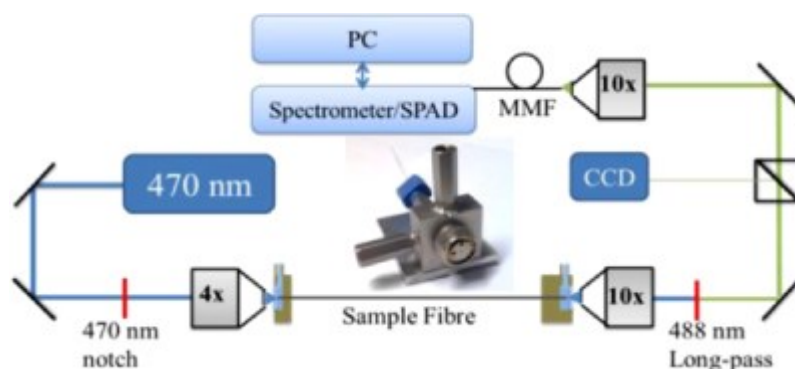 PC
Spectrometer/SPAD
MMF
10x
470 nm
CCD
4x
Sample Fibre
10x
470 nm
notch
488 nm
Long-pass